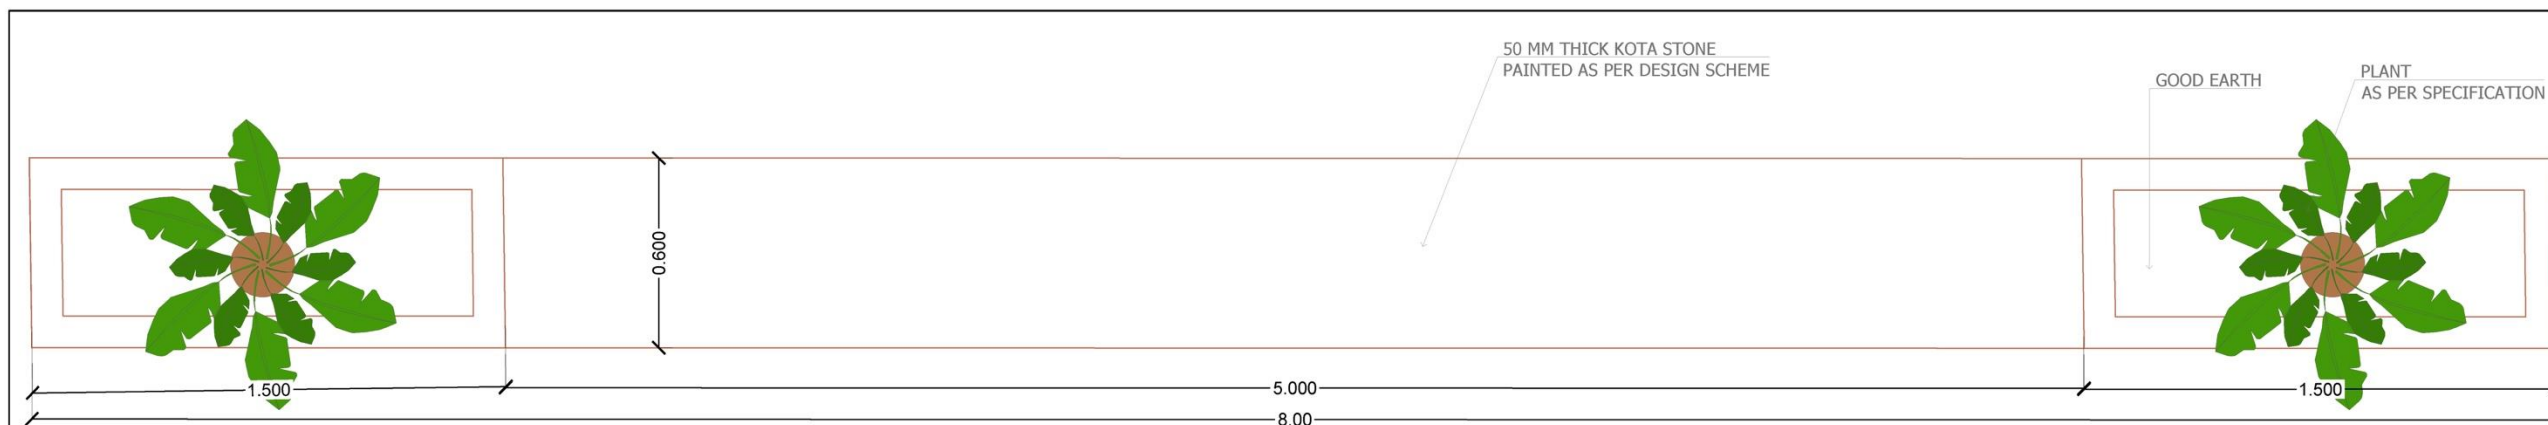 50 MM THICK KOTA STONE
PAINTED AS PER DESIGN SCHEME
GOOD EARTH
PLANT
AS PER SPECIFICATION
0.600
1.500
5.000
1.500
8.00